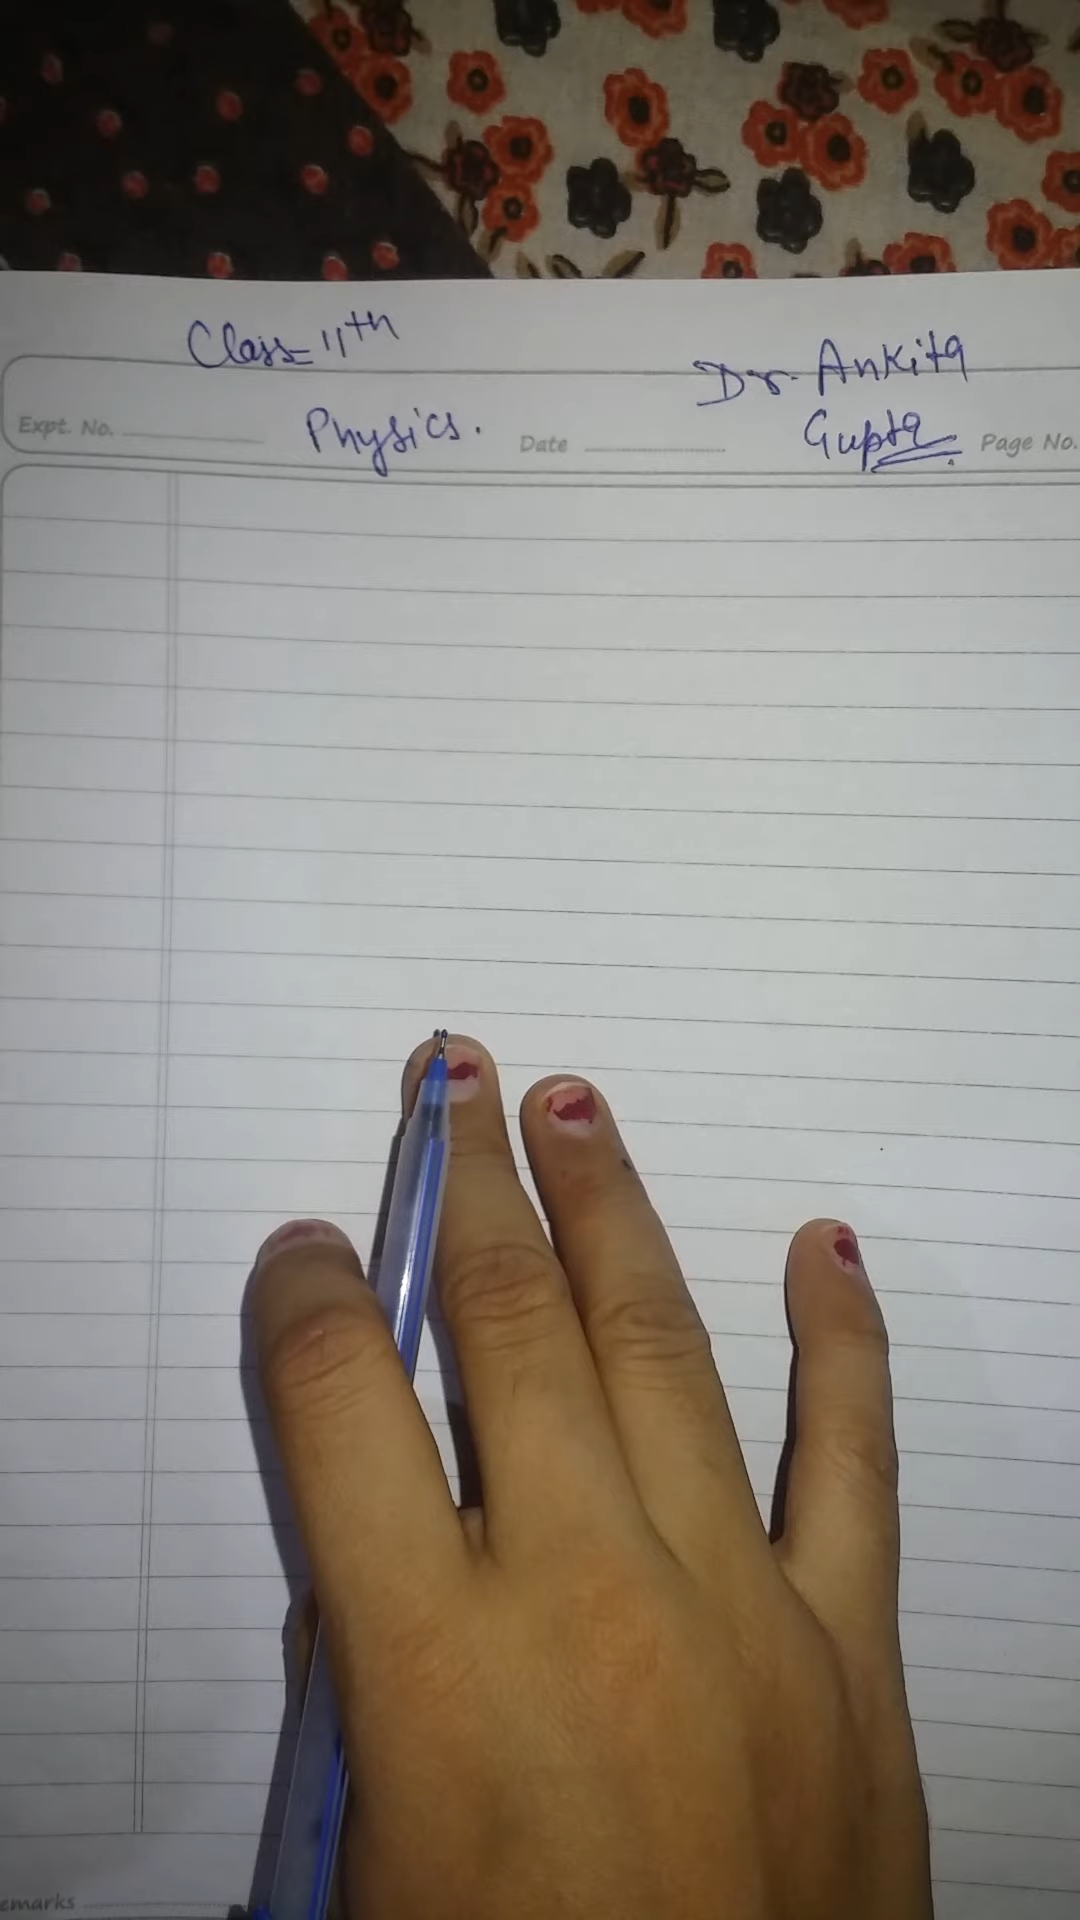 Class- 11th
Dr. Ankita
Expt. No. Physics. Date Gupta Page No.
emarks